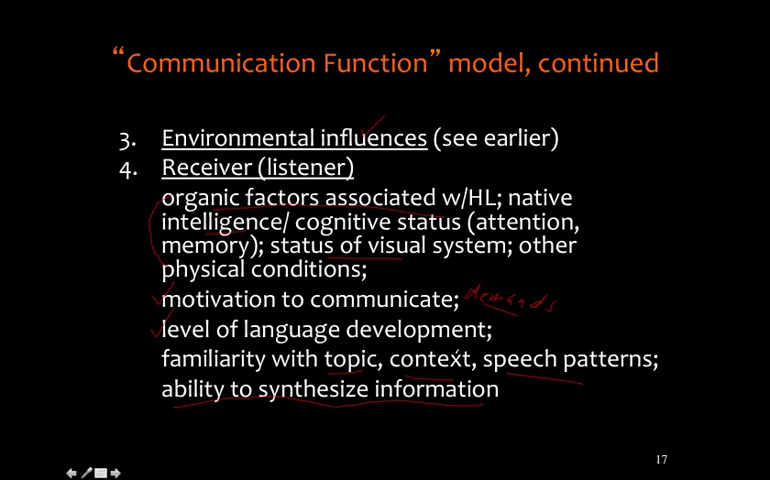 “Communication Function” model, continued
3. Environmental influences (see earlier)
4. Receiver (listener)
organic factors associated w/HL; native
intelligence/ cognitive status (attention,
memory); status of visual system; other
physical conditions;
motivation to communicate; demands
level of language development;
familiarity with topic, context, speech patterns;
ability to synthesize information
17